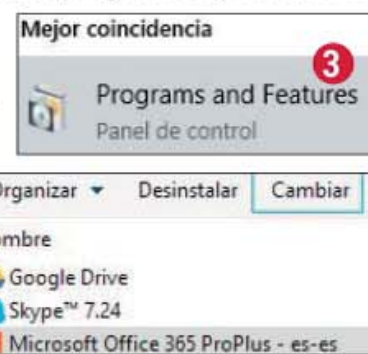 Mejor coincidencia
3
Programs and Features
Panel de control
Organizar Desinstalar Cambiar
ombre
Google Drive
Skype™ 7.24
Microsoft Office 365 ProPlus - es-es